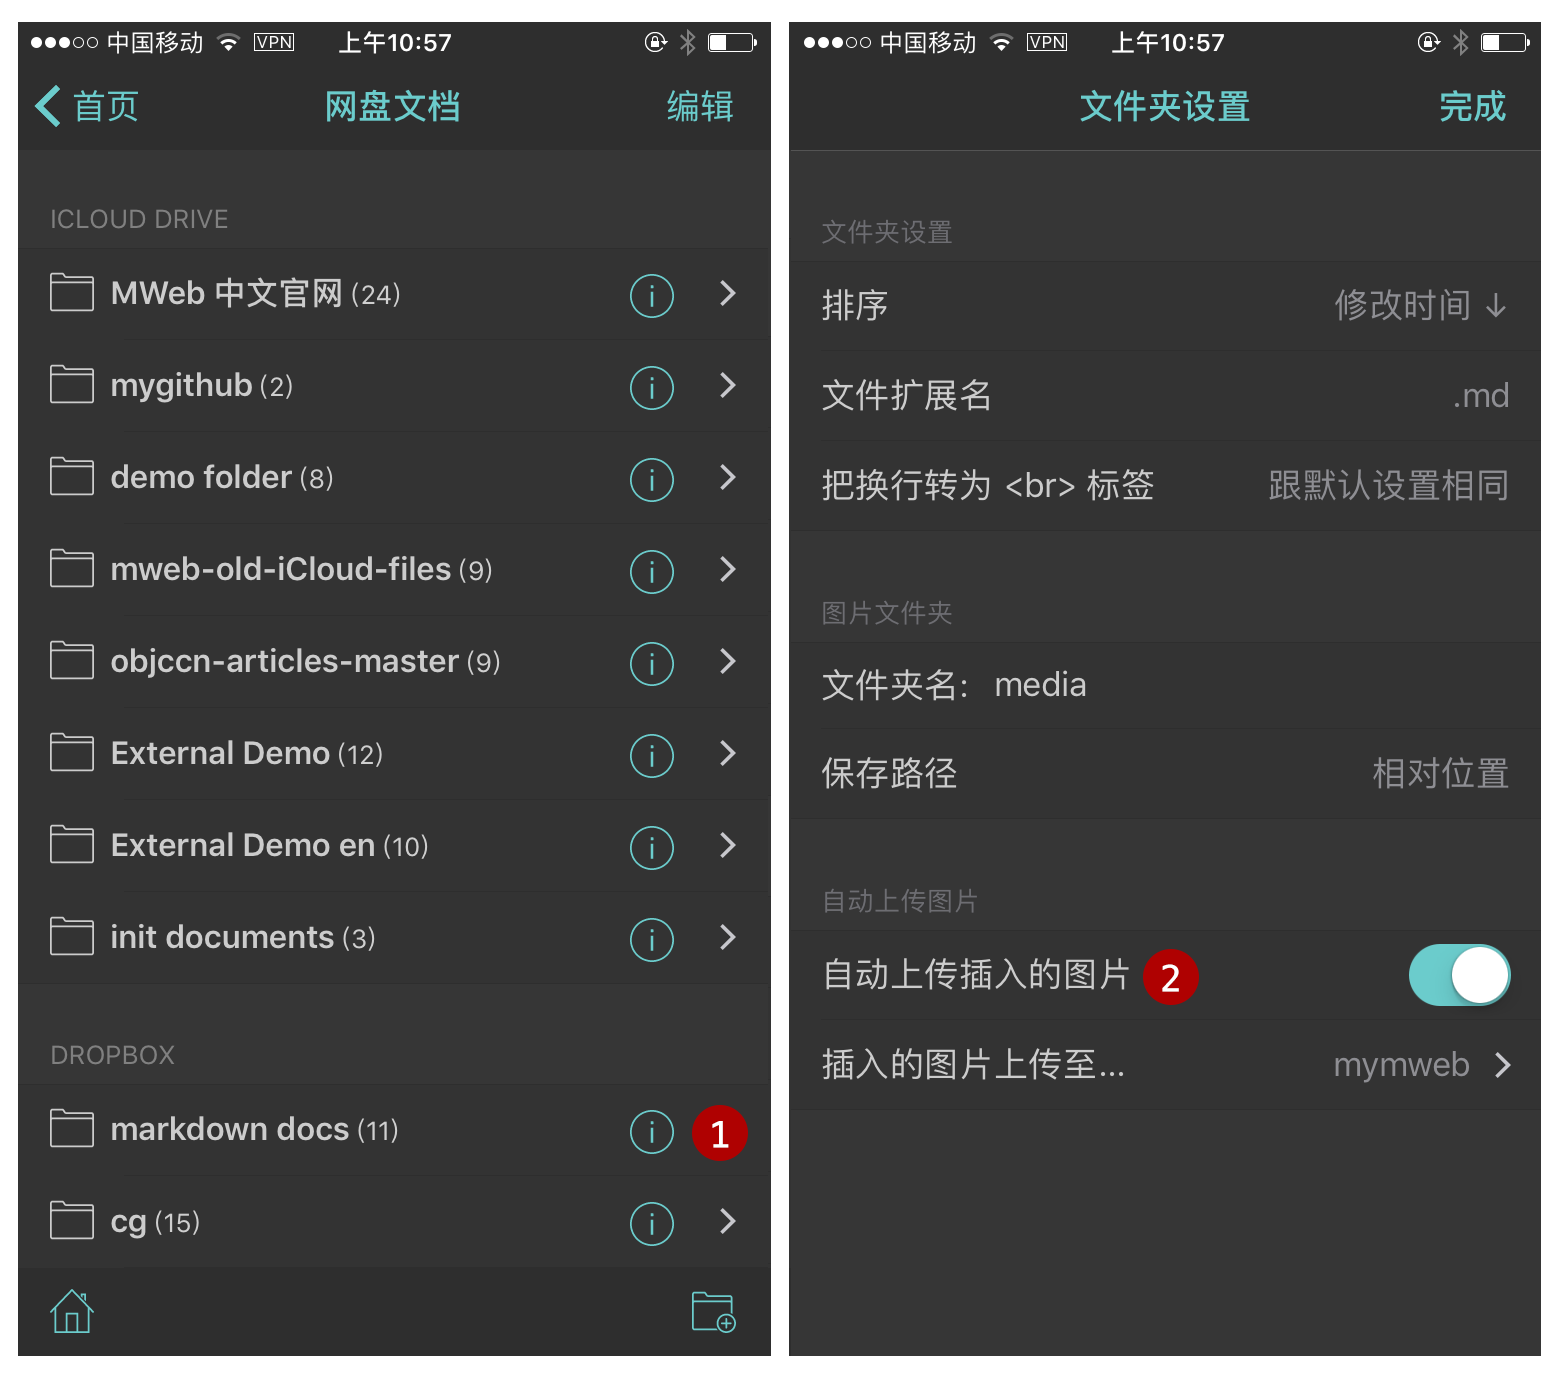 中国移动 VPN 上午10:57
首页 网盘文档 编辑
ICLOUD DRIVE
MWeb 中文官网 (24)
mygithub (2)
demo folder (8)
mweb-old-iCloud-files (9)
objccn-articles-master (9)
External Demo (12)
External Demo en (10)
init documents (3)
DROPBOX
markdown docs (11) 1
cg (15)
中国移动 VPN 上午10:57
文件夹设置 完成
文件夹设置
排序 修改时间 ↓
文件扩展名 .md
把换行转为 <br> 标签 跟默认设置相同
图片文件夹
文件夹名: media
保存路径 相对位置
自动上传图片
自动上传插入的图片 2
插入的图片上传至... mymweb